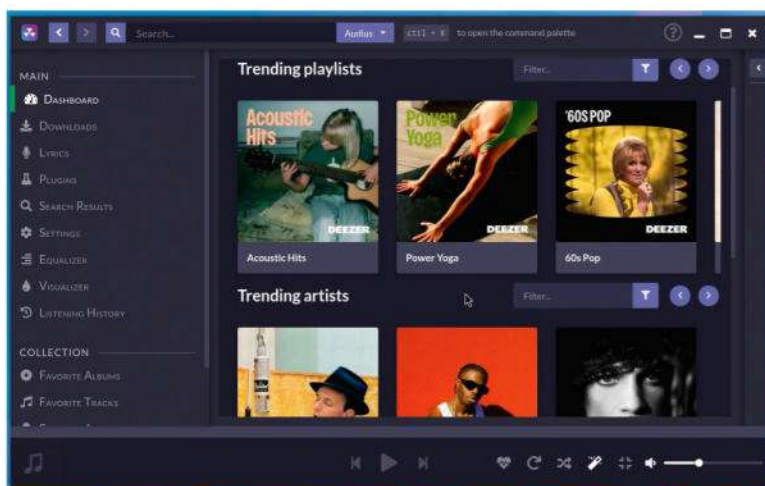 Search...
Audius
ctrl + K to open the command palette
MAIN
DASHBOARD
DOWNLOADS
LYRICS
PLUGINS
SEARCH RESULTS
SETTINGS
EQUALIZER
VISUALIZER
LISTENING HISTORY
COLLECTION
FAVORITE ALBUMS
FAVORITE TRACKS
Trending playlists
Filter...
Acoustic
Hits
DEEZER
Acoustic Hits
Power
Yoga
DEEZER
Power Yoga
'60S POP
DEEZER
60s Pop
Trending artists
Filter...